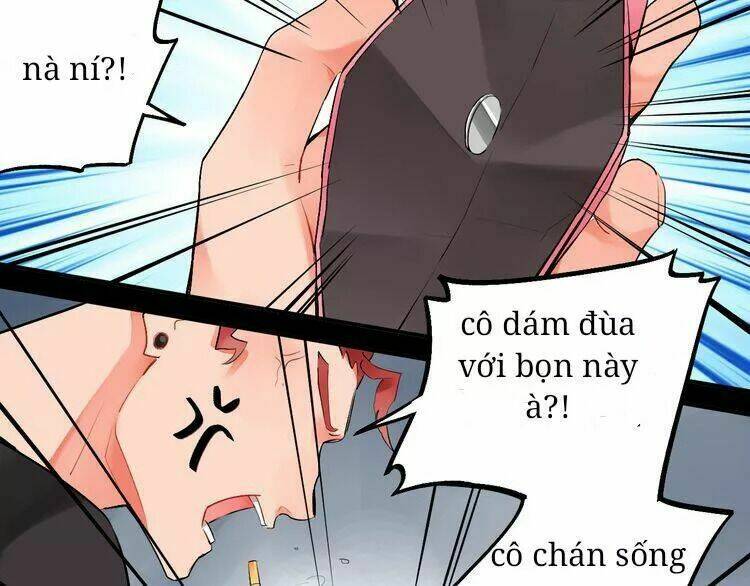 nà ní?!
cô dám đùa
với bọn này
à?!
cô chán sống